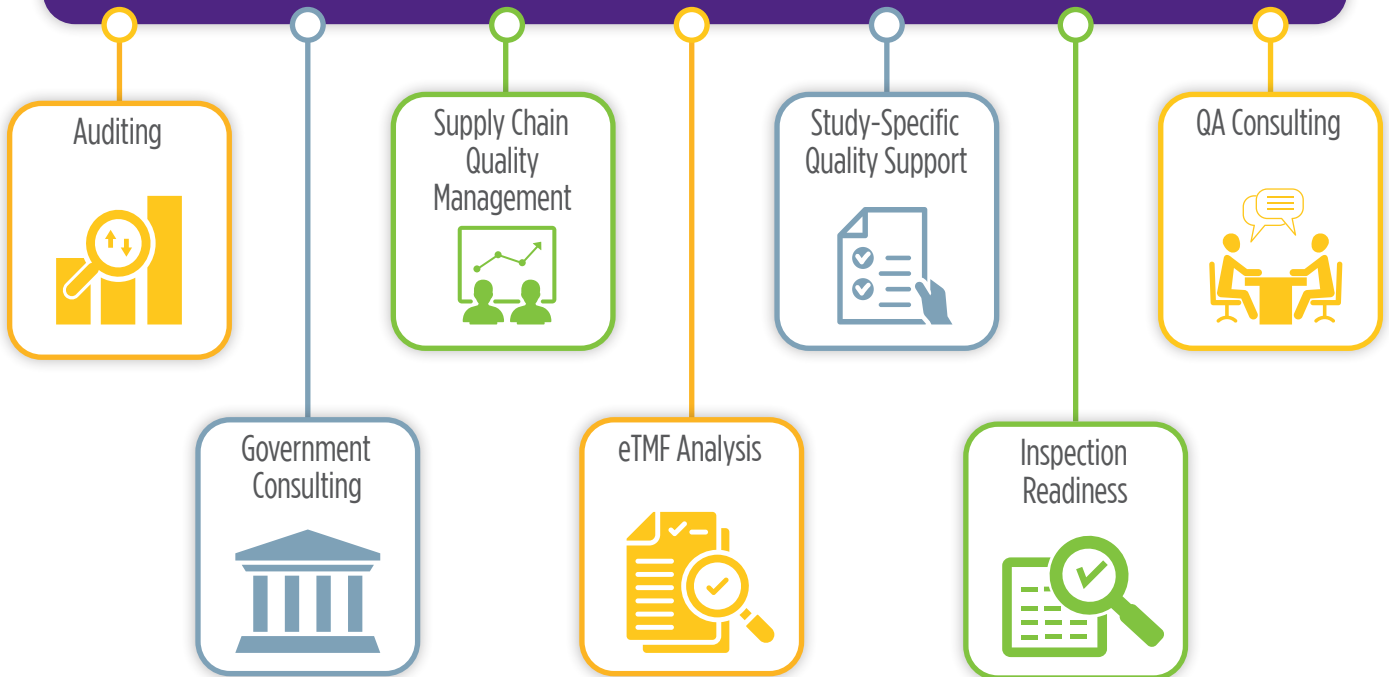 Auditing
Supply Chain
Quality
Management
Study-Specific
Quality Support
QA Consulting
Government
Consulting
eTMF Analysis
Inspection
Readiness